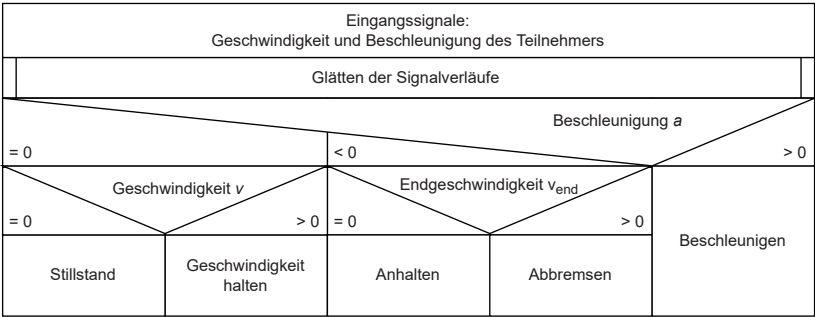 Eingangssignale:
Geschwindigkeit und Beschleunigung des Teilnehmers
Glätten der Signalverläufe
Beschleunigung a
= 0
< 0
> 0
Geschwindigkeit v
Endgeschwindigkeit vend
= 0
> 0
= 0
> 0
Beschleunigen
Stillstand
Geschwindigkeit
halten
Anhalten
Abbremsen